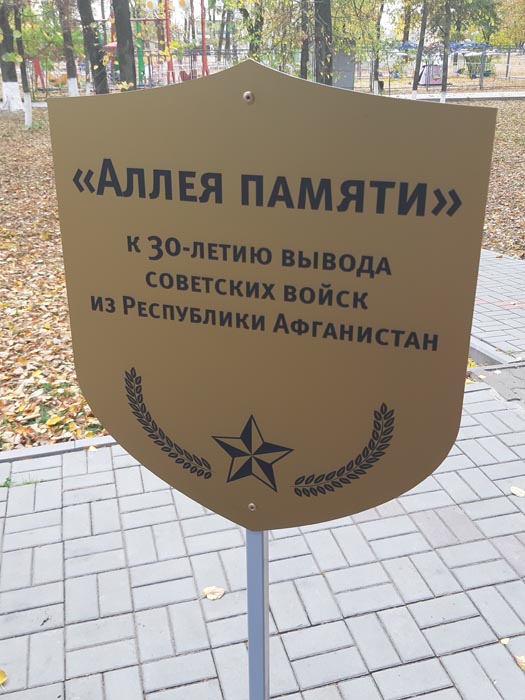 «Аллея памяти»
к 30-летию вывода
советских войск
из Республики Афганистан